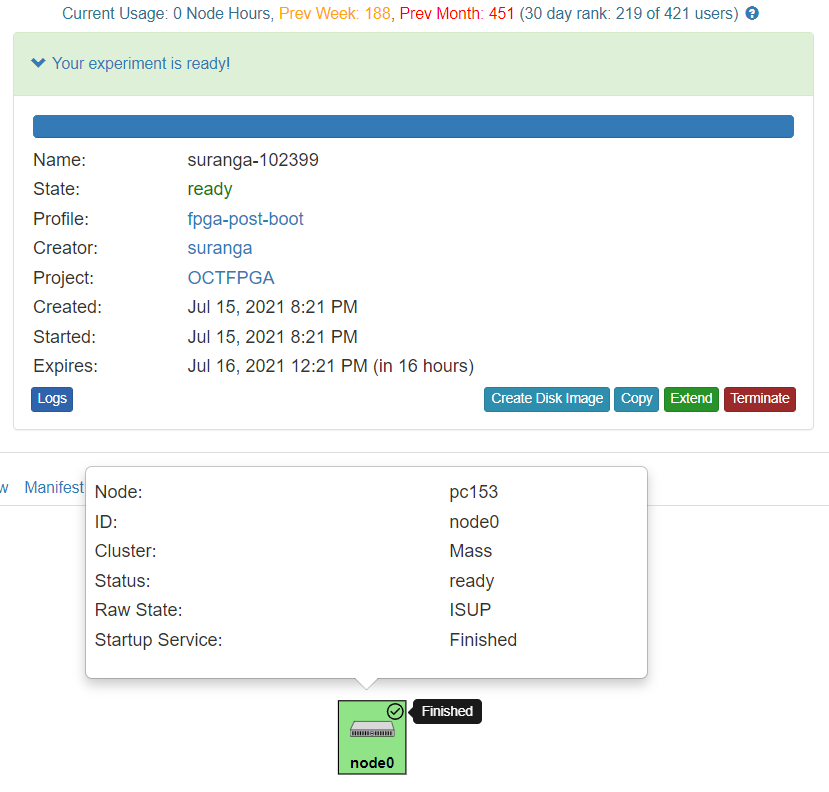 Current Usage: 0 Node Hours, Prev Week: 188, Prev Month: 451 (30 day rank: 219 of 421 users)
Your experiment is ready!
Name: suranga-102399
State: ready
Profile: fpga-post-boot
Creator: suranga
Project: OCTFPGA
Created: Jul 15, 2021 8:21 PM
Started: Jul 15, 2021 8:21 PM
Expires: Jul 16, 2021 12:21 PM (in 16 hours)
Logs Create Disk Image Copy Extend Terminate
w Manifest
Node: pc153
ID: node0
Cluster: Mass
Status: ready
Raw State: ISUP
Startup Service: Finished
Finished
node0